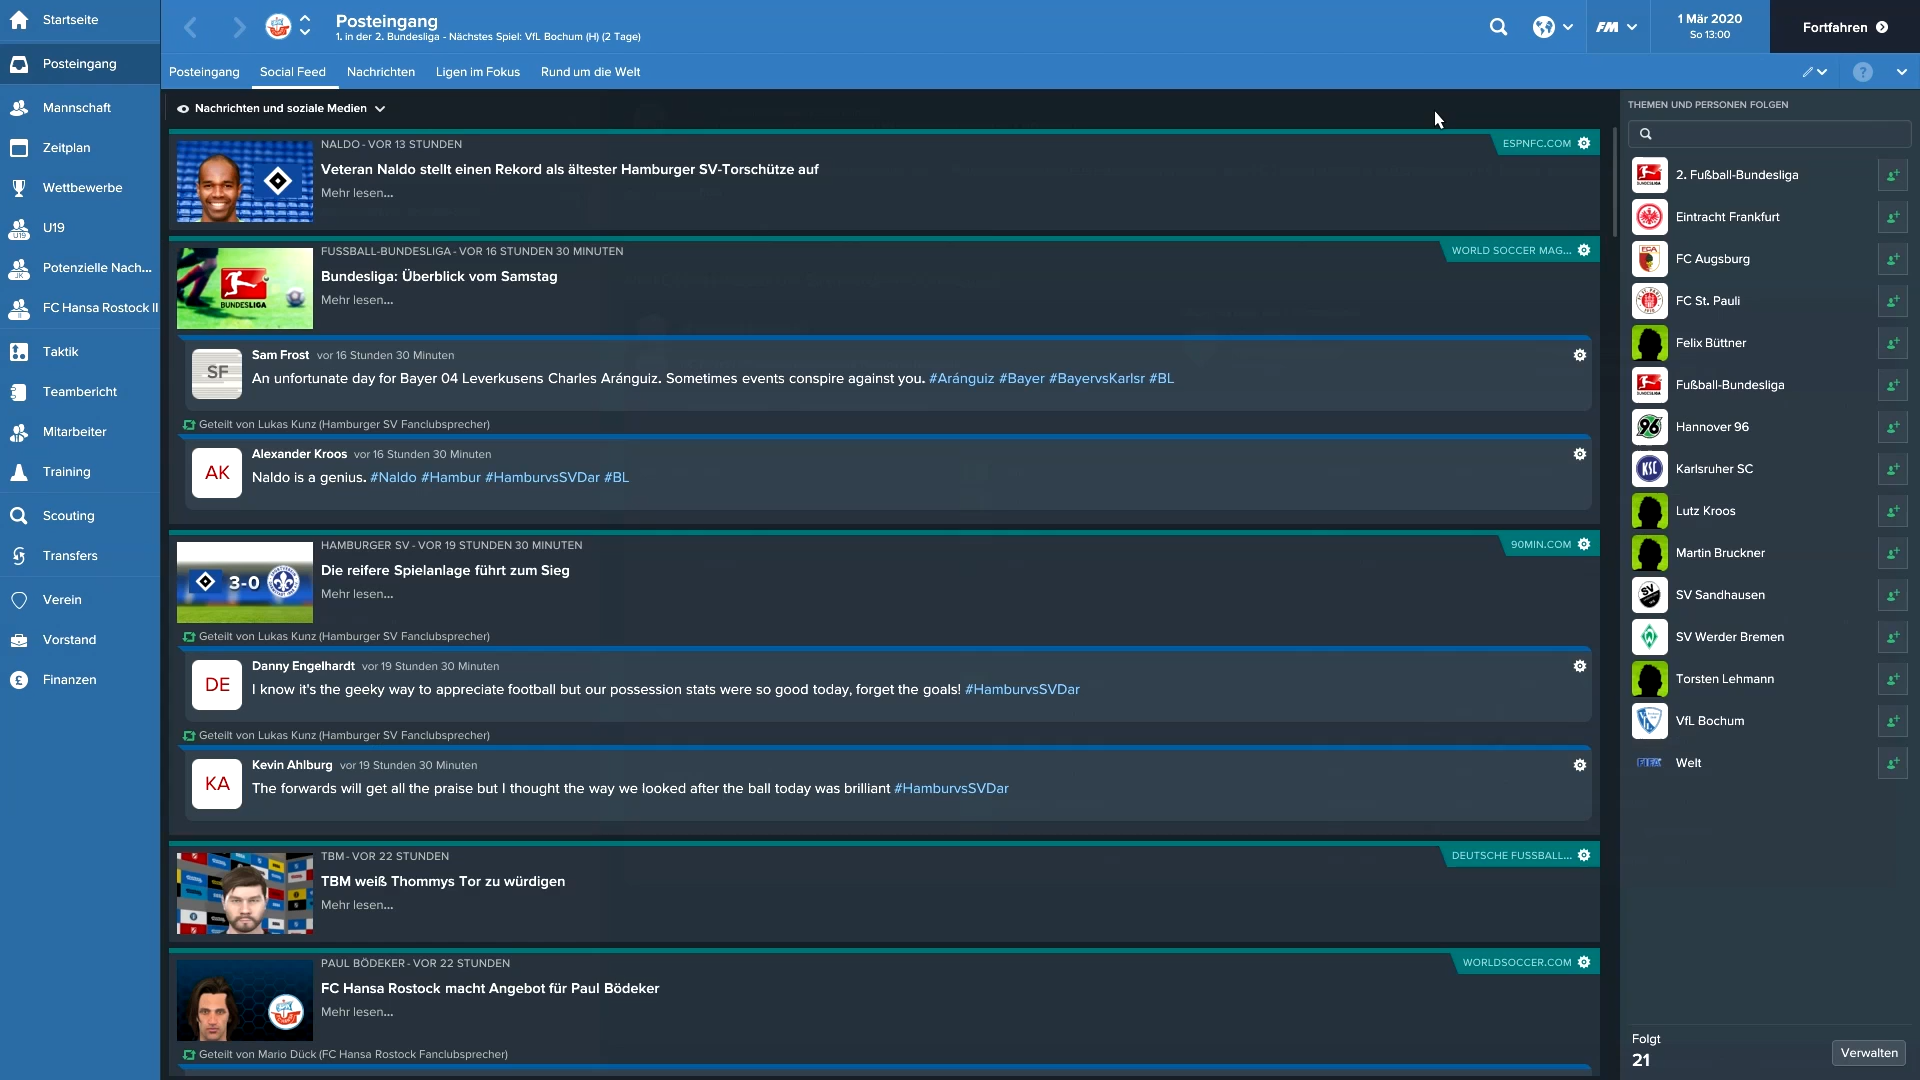 Startseite
Posteingang
Mannschaft
Zeitplan
Wettbewerbe
U19
Potenzielle Nach...
FC Hansa Rostock II
Taktik
Teambericht
Mitarbeiter
Training
Scouting
Transfers
Verein
Vorstand
Finanzen
Posteingang
1. in der 2. Bundesliga - Nächstes Spiel: VfL Bochum (H) (2 Tage)
FM
1 Mär 2020
So 13:00
Fortfahren
Posteingang Social Feed Nachrichten Ligen im Fokus Rund um die Welt
?
Nachrichten und soziale Medien
NALDO - VOR 13 STUNDEN
ESPNFC.COM
Veteran Naldo stellt einen Rekord als ältester Hamburger SV-Torschütze auf
Mehr lesen...
BUNDESLIGA
FUSSBALL-BUNDESLIGA - VOR 16 STUNDEN 30 MINUTEN
WORLD SOCCER MAG...
Bundesliga: Überblick vom Samstag
Mehr lesen...
SF
Sam Frost vor 16 Stunden 30 Minuten
An unfortunate day for Bayer 04 Leverkusens Charles Aránguiz. Sometimes events conspire against you. #Aránguiz #Bayer #BayervsKarlsr #BL
Geteilt von Lukas Kunz (Hamburger SV Fanclubsprecher)
AK
Alexander Kroos vor 16 Stunden 30 Minuten
Naldo is a genius. #Naldo #Hambur #HamburvsSVDar #BL
3-0
HAMBURGER SV - VOR 19 STUNDEN 30 MINUTEN
90MIN.COM
Die reifere Spielanlage führt zum Sieg
Mehr lesen...
Geteilt von Lukas Kunz (Hamburger SV Fanclubsprecher)
DE
Danny Engelhardt vor 19 Stunden 30 Minuten
I know it's the geeky way to appreciate football but our possession stats were so good today, forget the goals! #HamburvsSVDar
Geteilt von Lukas Kunz (Hamburger SV Fanclubsprecher)
KA
Kevin Ahlburg vor 19 Stunden 30 Minuten
The forwards will get all the praise but I thought the way we looked after the ball today was brilliant #HamburvsSVDar
TBM - VOR 22 STUNDEN
DEUTSCHE FUSSBALL...
TBM weiß Thommys Tor zu würdigen
Mehr lesen...
PAUL BÖDEKER - VOR 22 STUNDEN
WORLDSOCCER.COM
FC Hansa Rostock macht Angebot für Paul Bödeker
Mehr lesen...
Geteilt von Mario Dück (FC Hansa Rostock Fanclubsprecher)
THEMEN UND PERSONEN FOLGEN
2. Fußball-Bundesliga
Eintracht Frankfurt
FC Augsburg
FC St. Pauli
Felix Büttner
Fußball-Bundesliga
Hannover 96
Karlsruher SC
Lutz Kroos
Martin Bruckner
SV Sandhausen
SV Werder Bremen
Torsten Lehmann
VfL Bochum
FIFA Welt
Folgt
21
Verwalten